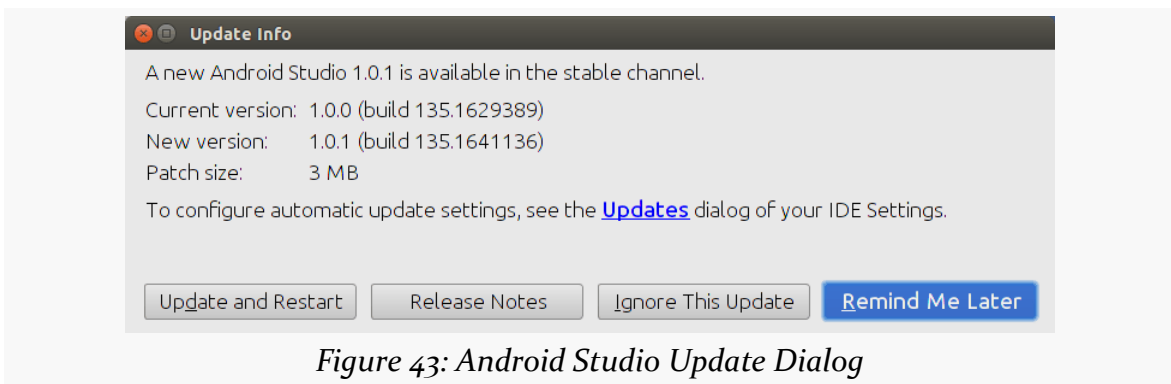 Update Info
A new Android Studio 1.0.1 is available in the stable channel.
Current version: 1.0.0 (build 135.1629389)
New version: 1.0.1 (build 135.1641136)
Patch size: 3 MB
To configure automatic update settings, see the Updates dialog of your IDE Settings.
Update and Restart Release Notes Ignore This Update Remind Me Later
Figure 43: Android Studio Update Dialog